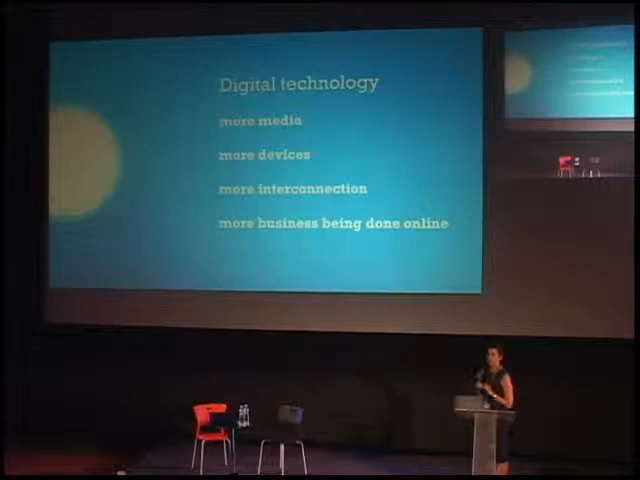 Digital technology
more media
more devices
more interconnection
more business being done online